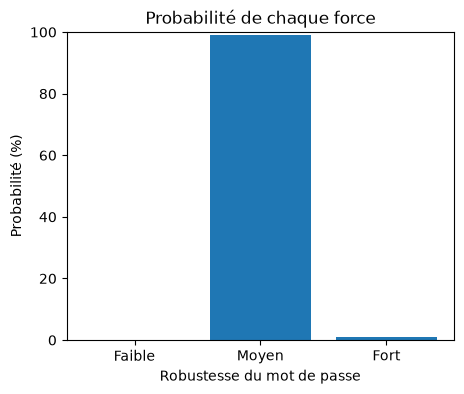 Probabilité de chaque force
100
80
60
40
20
0
Probabilité (%)
Faible Moyen Fort
Robustesse du mot de passe